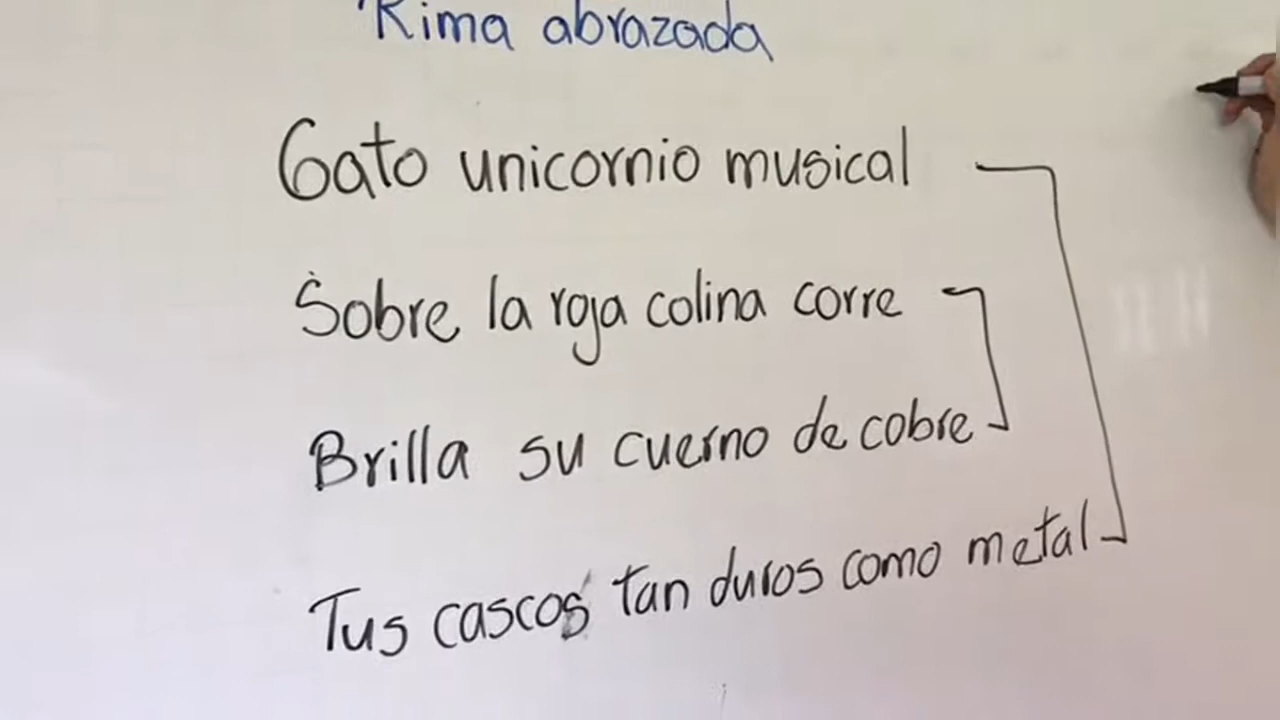 Rima abrazada
Gato unicornio musical
Sobre la roja colina corre
Brilla su cuerno de cobre
Tus cascos tan duros como metal